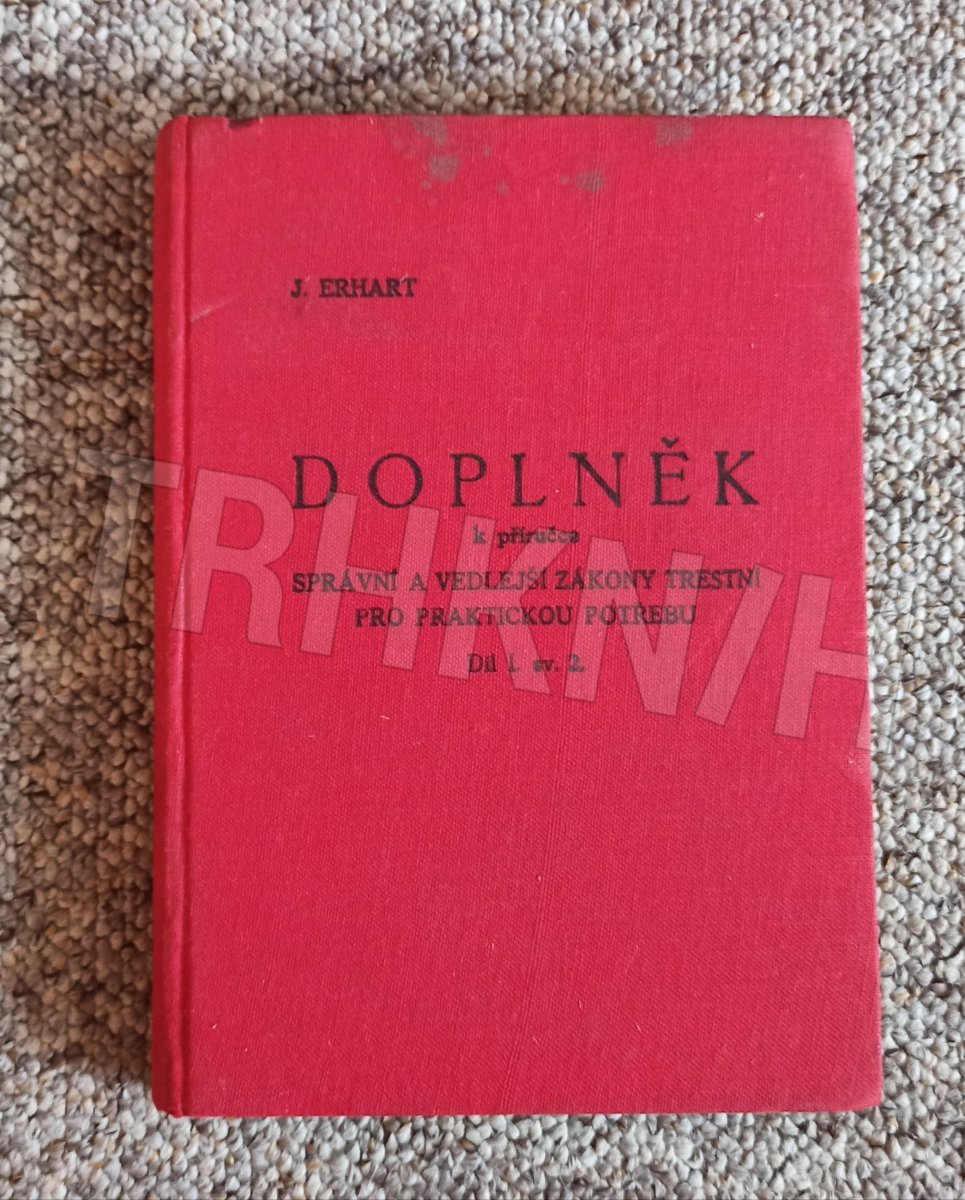 J. ERHART
DOPLNĚK
k příručce
SPRÁVNÍ A VEDLEJŠÍ ZÁKONY TRESTNÍ
PRO PRAKTICKOU POTŘEBU
Díl I. sv. 2.
TRHKNIH